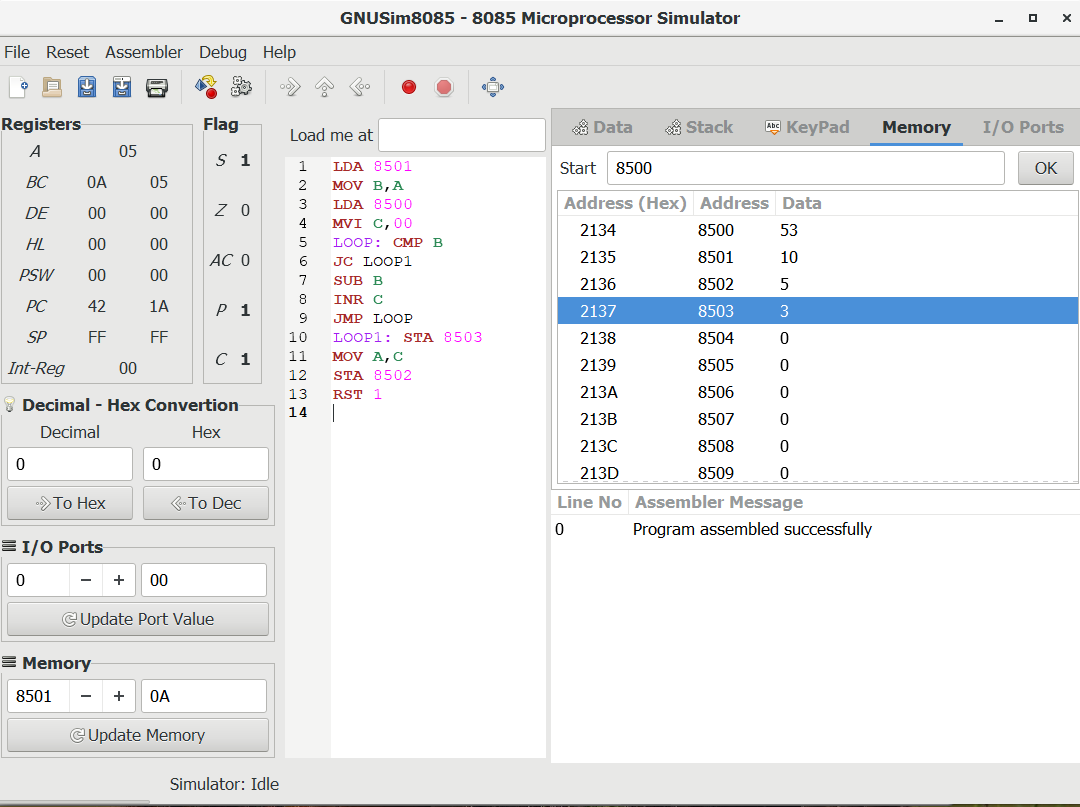 GNUSim8085 - 8085 Microprocessor Simulator
File Reset Assembler Debug Help
Registers
A 05
BC 0A 05
DE 00 00
HL 00 00
PSW 00 00
PC 42 1A
SP FF FF
Int-Reg 00
Flag
S 1
Z 0
AC 0
P 1
C 1
Decimal - Hex Convertion
Decimal Hex
0 0
To Hex To Dec
I/O Ports
0 − + 00
Update Port Value
Memory
8501 − + 0A
Update Memory
Load me at
1 LDA 8501
2 MOV B,A
3 LDA 8500
4 MVI C,00
5 LOOP: CMP B
6 JC LOOP1
7 SUB B
8 INR C
9 JMP LOOP
10 LOOP1: STA 8503
11 MOV A,C
12 STA 8502
13 RST 1
14
Data Stack Abc KeyPad Memory I/O Ports
Start 8500 OK
Address (Hex) Address Data
2134 8500 53
2135 8501 10
2136 8502 5
2137 8503 3
2138 8504 0
2139 8505 0
213A 8506 0
213B 8507 0
213C 8508 0
213D 8509 0
Line No Assembler Message
0 Program assembled successfully
Simulator: Idle